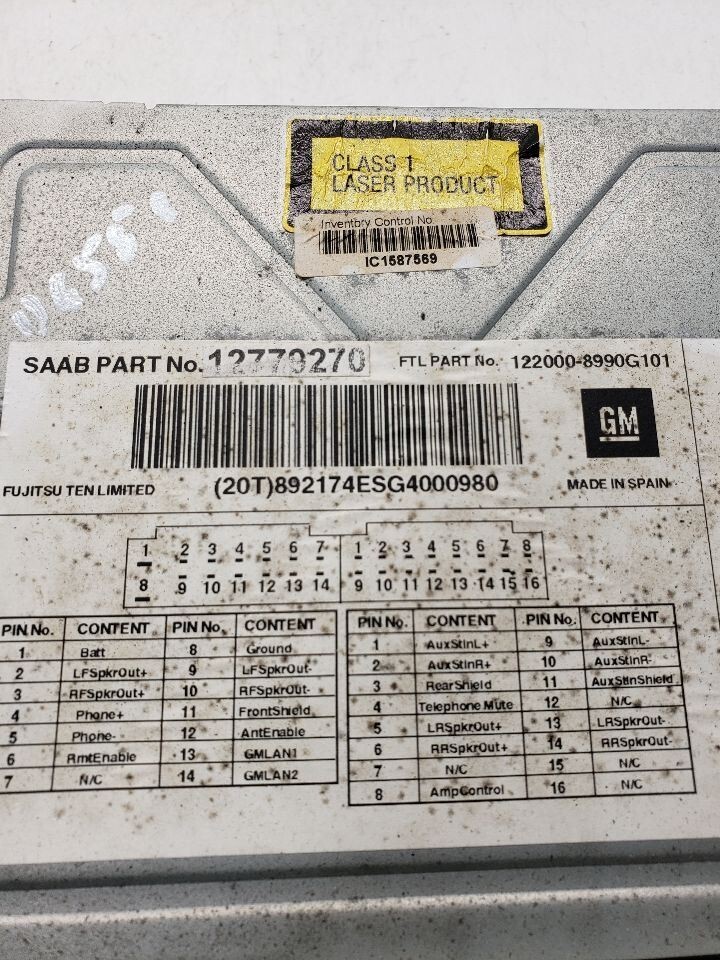 CLASS 1
LASER PRODUCT
Inventory Control No.
IC1587569
SAAB PART No. 12779270 FTL PART No. 122000-8990G101
GM
FUJITSU TEN LIMITED (20T)892174ESG4000980 MADE IN SPAIN
1 2 3 4 5 6 7 1 2 3 4 5 6 7 8
8 9 10 11 12 13 14 9 10 11 12 13 14 15 16
PIN No. CONTENT PIN No. CONTENT
1 Batt 8 Ground
2 LFSpkrOut+ 9 LFSpkrOut-
3 RFSpkrOut+ 10 RFSpkrOut-
4 Phone+ 11 FrontShield
5 Phone- 12 AntEnable
6 RmtEnable 13 GMLAN1
7 N/C 14 GMLAN2
PIN No. CONTENT PIN No. CONTENT
1 AuxStInL+ 9 AuxStInL-
2 AuxStInR+ 10 AuxStInR-
3 RearShield 11 AuxStInShield
4 Telephone Mute 12 N/C
5 LRSpkrOut+ 13 LRSpkrOut-
6 RRSpkrOut+ 14 RRSpkrOut-
7 N/C 15 N/C
8 AmpControl 16 N/C